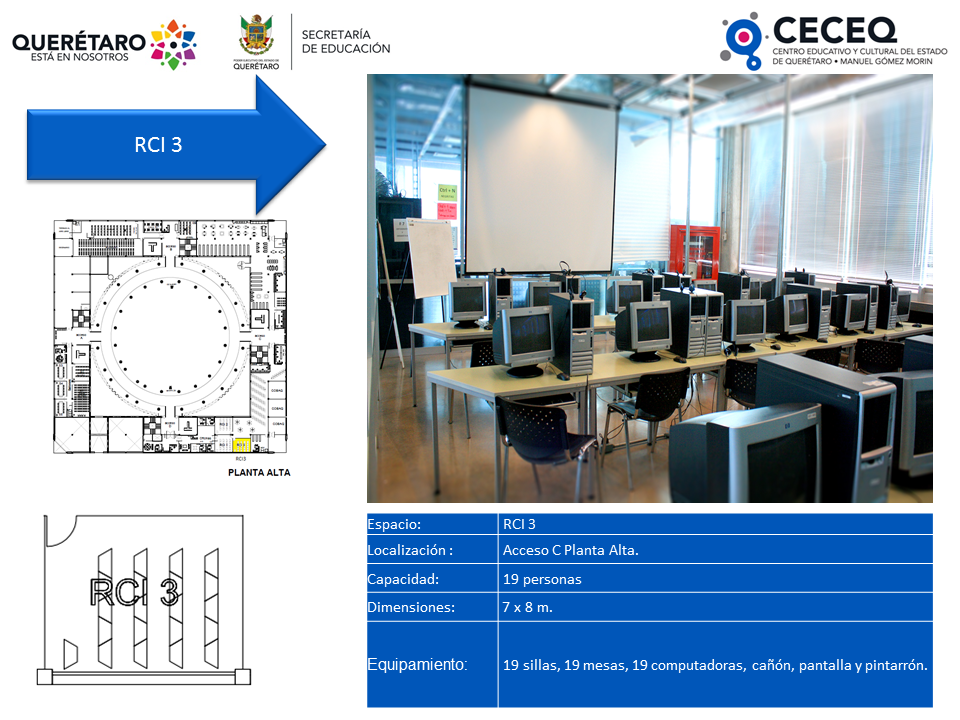 QUERÉTARO
ESTÁ EN NOSOTROS
PODER EJECUTIVO DEL ESTADO DE
QUERÉTARO
SECRETARÍA
DE EDUCACIÓN
CECEQ
CENTRO EDUCATIVO Y CULTURAL DEL ESTADO
DE QUERÉTARO • MANUEL GÓMEZ MORIN
RCI 3
Ctrl + N
RCI3
PLANTA ALTA
RCI 3
Espacio: RCI 3
Localización : Acceso C Planta Alta.
Capacidad: 19 personas
Dimensiones: 7 x 8 m.
Equipamiento: 19 sillas, 19 mesas, 19 computadoras, cañón, pantalla y pintarrón.